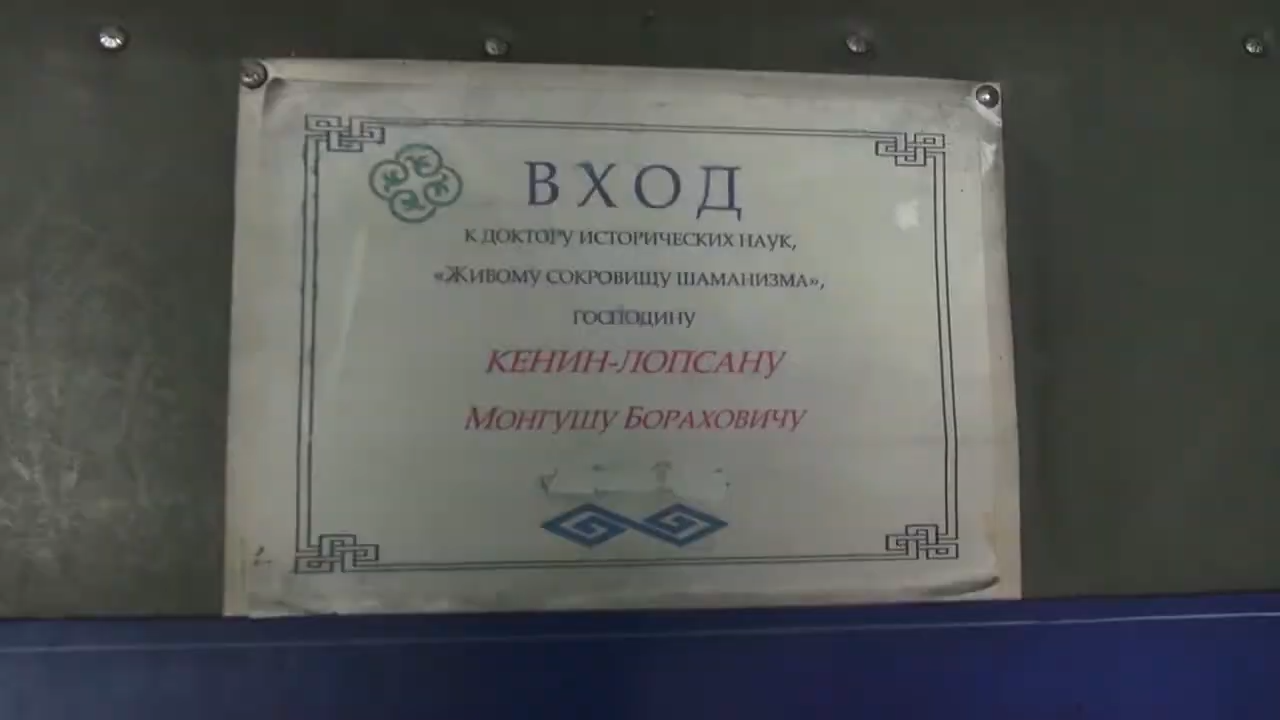 ВХОД
К ДОКТОРУ ИСТОРИЧЕСКИХ НАУК,
«ЖИВОМУ СОКРОВИЩУ ШАМАНИЗМА»,
ГОСПОДИНУ
КЕНИН-ЛОПСАНУ
МОНГУШУ БОРАХОВИЧУ